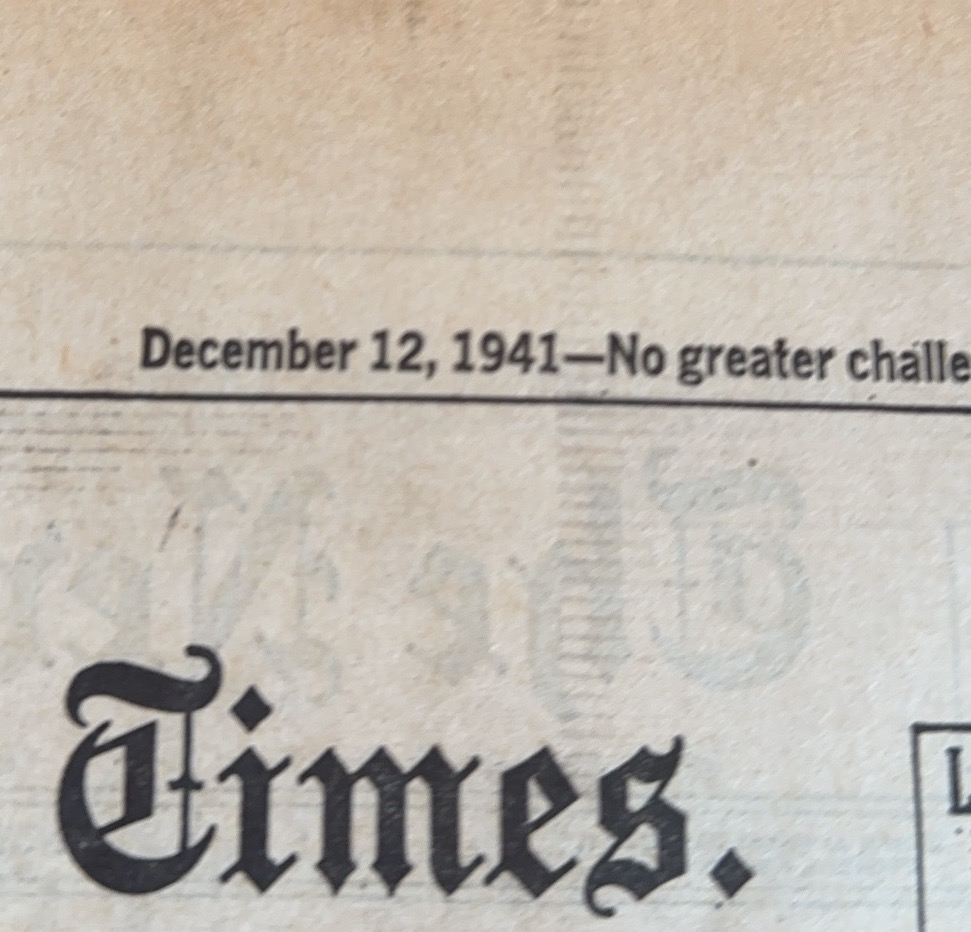 December 12, 1941—No greater challe
Times.
L